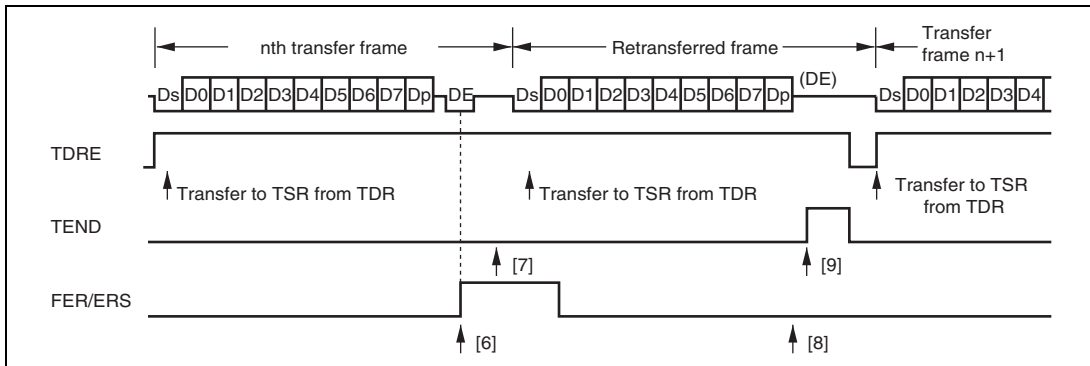 nth transfer frame
Retransferred frame
Transfer
frame n+1
Ds D0 D1 D2 D3 D4 D5 D6 D7 Dp DE
Ds D0 D1 D2 D3 D4 D5 D6 D7 Dp (DE)
Ds D0 D1 D2 D3 D4
TDRE
Transfer to TSR from TDR
Transfer to TSR from TDR
Transfer to TSR
from TDR
TEND
[7]
[9]
FER/ERS
[6]
[8]